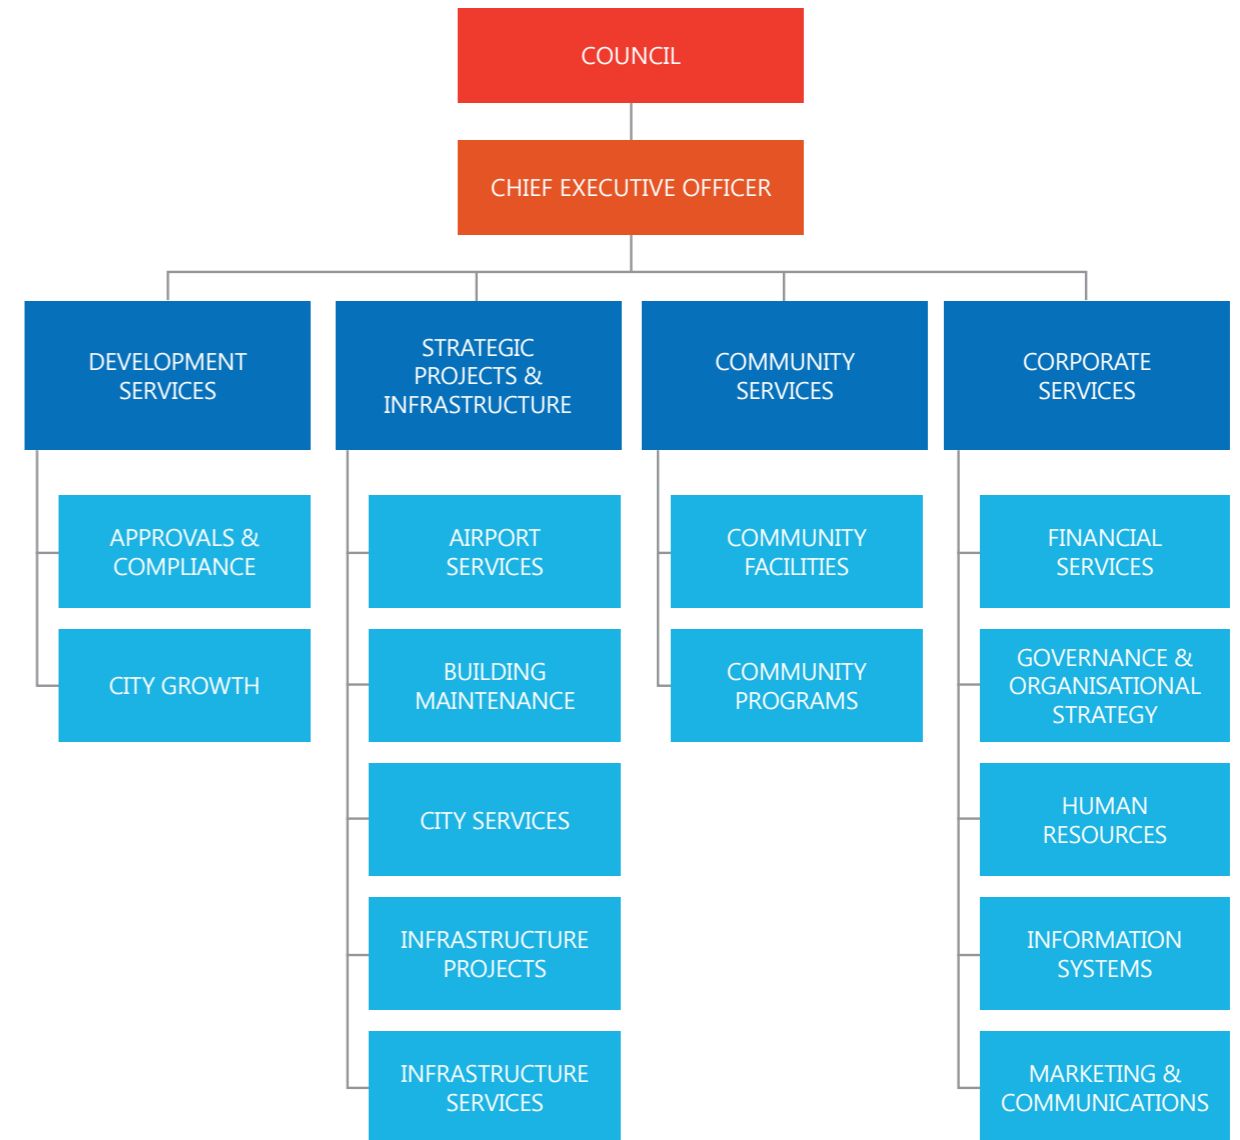 COUNCIL
CHIEF EXECUTIVE OFFICER
DEVELOPMENT
SERVICES
STRATEGIC
PROJECTS &
INFRASTRUCTURE
COMMUNITY
SERVICES
CORPORATE
SERVICES
APPROVALS &
COMPLIANCE
CITY GROWTH
AIRPORT
SERVICES
BUILDING
MAINTENANCE
CITY SERVICES
INFRASTRUCTURE
PROJECTS
INFRASTRUCTURE
SERVICES
COMMUNITY
FACILITIES
COMMUNITY
PROGRAMS
FINANCIAL
SERVICES
GOVERNANCE &
ORGANISATIONAL
STRATEGY
HUMAN
RESOURCES
INFORMATION
SYSTEMS
MARKETING &
COMMUNICATIONS